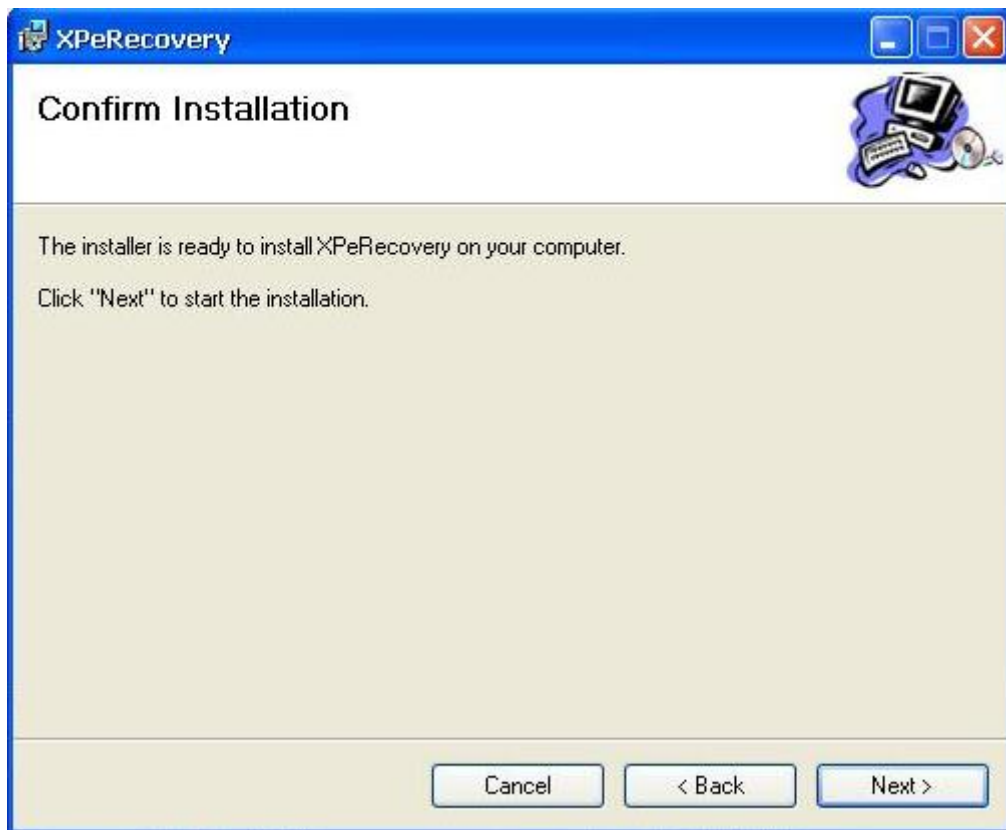 XPeRecovery
Confirm Installation
The installer is ready to install XPeRecovery on your computer.
Click "Next" to start the installation.
Cancel
< Back
Next >